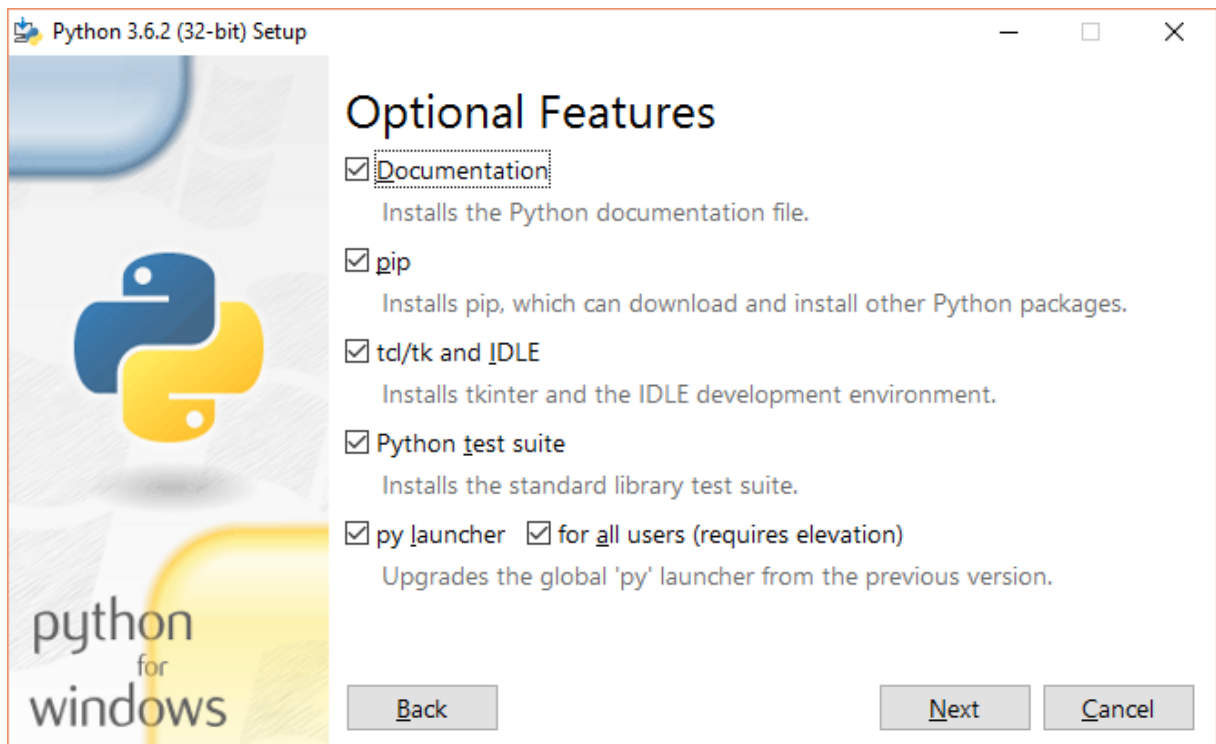 Python 3.6.2 (32-bit) Setup
Optional Features
Documentation
Installs the Python documentation file.
pip
Installs pip, which can download and install other Python packages.
tcl/tk and IDLE
Installs tkinter and the IDLE development environment.
Python test suite
Installs the standard library test suite.
py launcher for all users (requires elevation)
Upgrades the global 'py' launcher from the previous version.
python
for
windows
Back Next Cancel